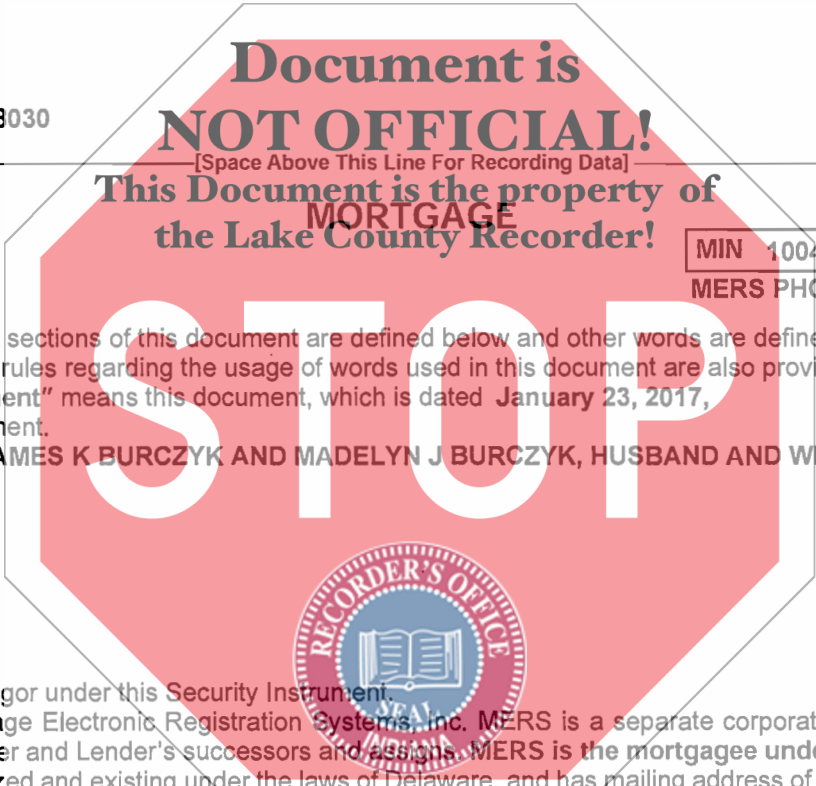 Document is
3030
NOT OFFICIAL!
[Space Above This Line For Recording Data]
This Document is the property of
MORTGAGE
the Lake County Recorder!
MIN 1004
MERS PHO
STOP
sections of this document are defined below and other words are define
rules regarding the usage of words used in this document are also provi
ent" means this document, which is dated January 23, 2017,
ent.
AMES K BURCZYK AND MADELYN J BURCZYK, HUSBAND AND WI
RECORDER'S OFFICE
SEAL
INDIANA
gor under this Security Instrument.
ge Electronic Registration Systems, Inc. MERS is a separate corporat
er and Lender's successors and assigns. MERS is the mortgagee unde
zed and existing under the laws of Delaware, and has mailing address of